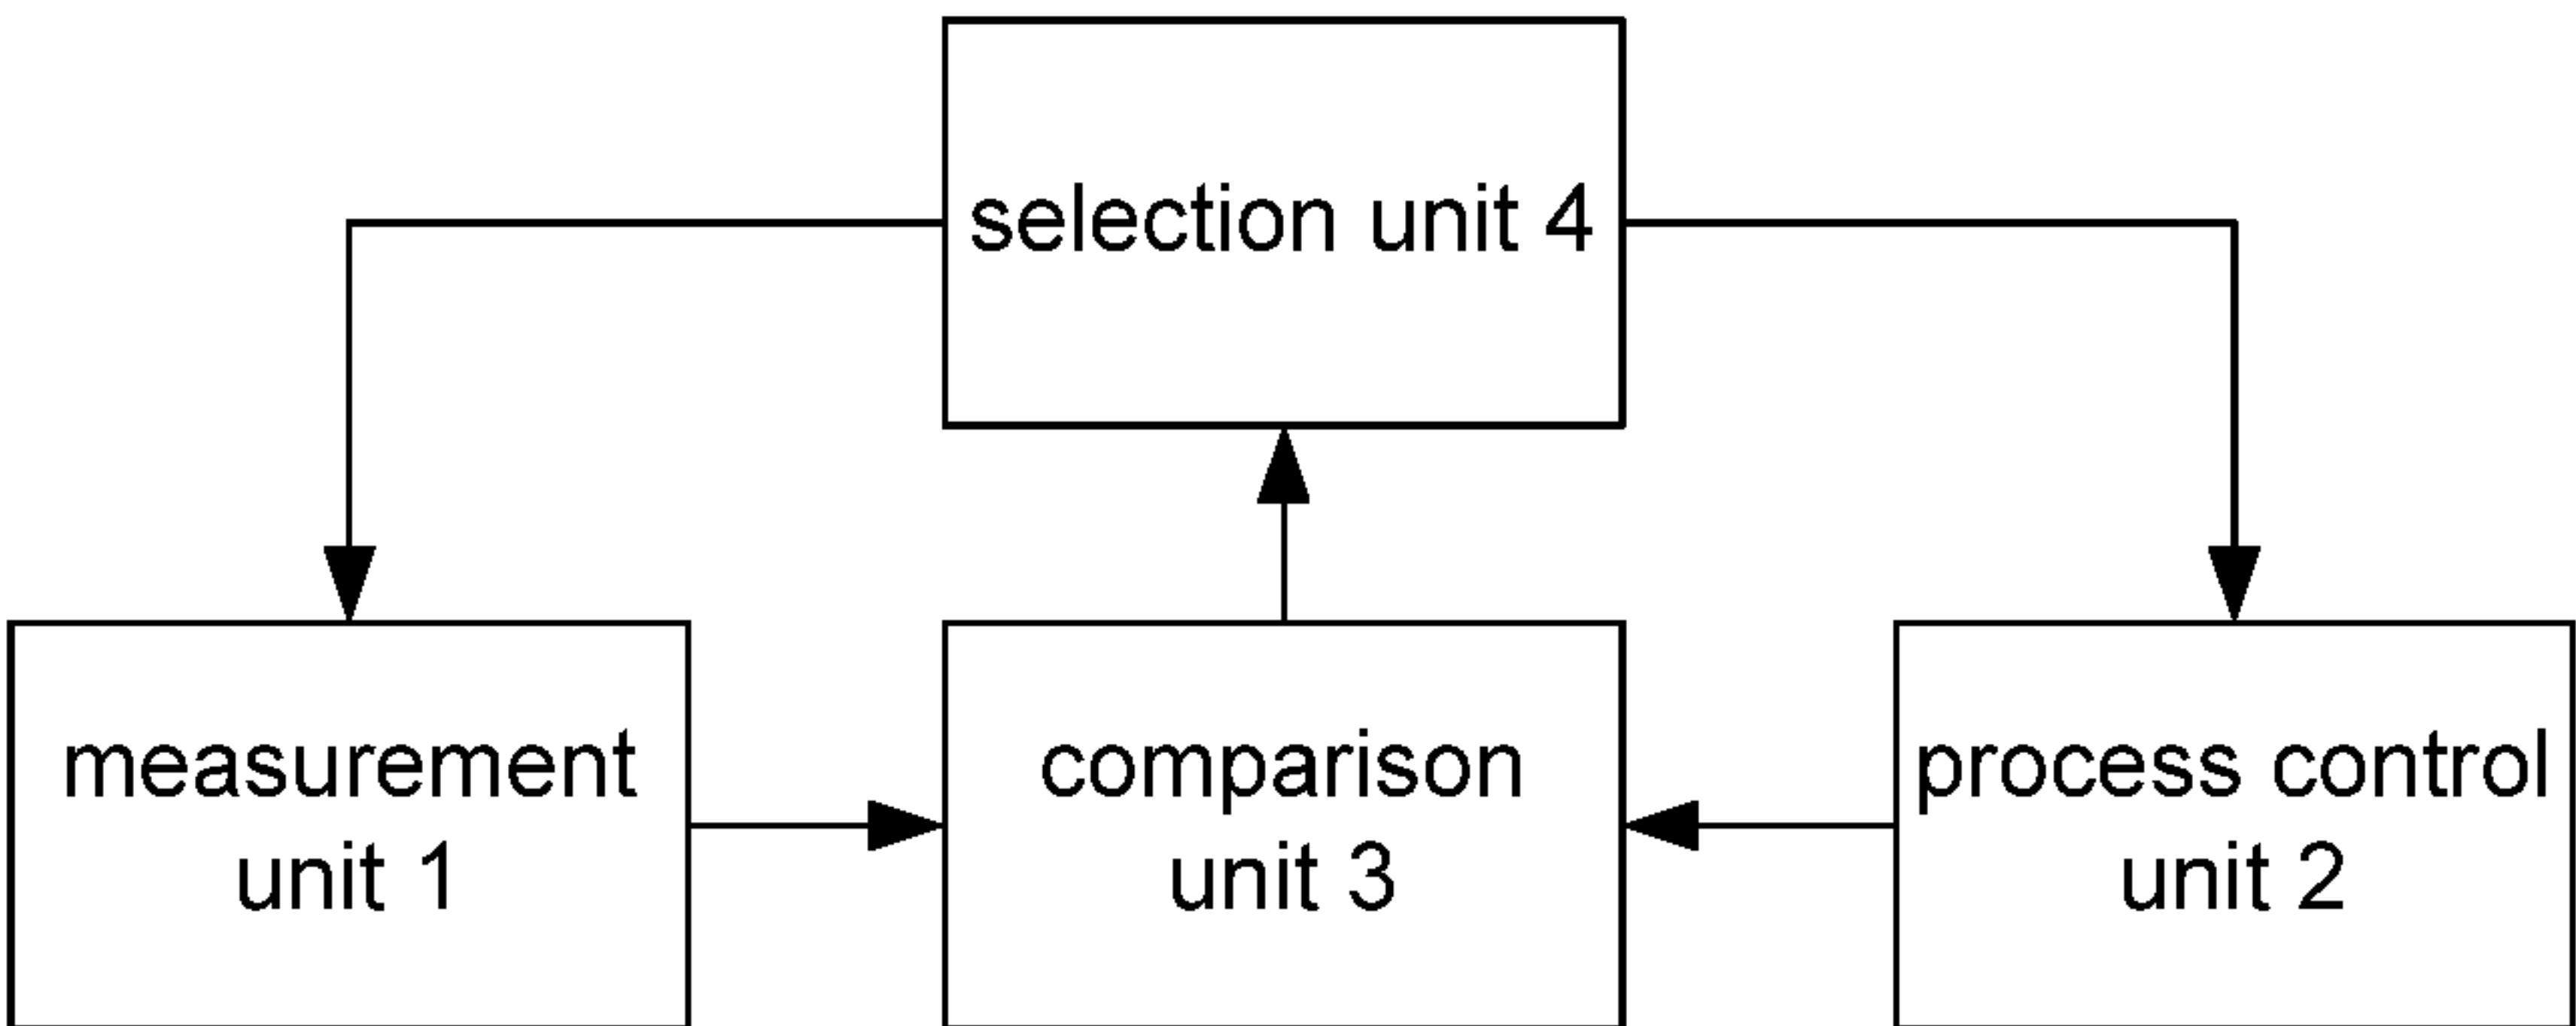 selection unit 4
measurement
unit 1
comparison
unit 3
process control
unit 2